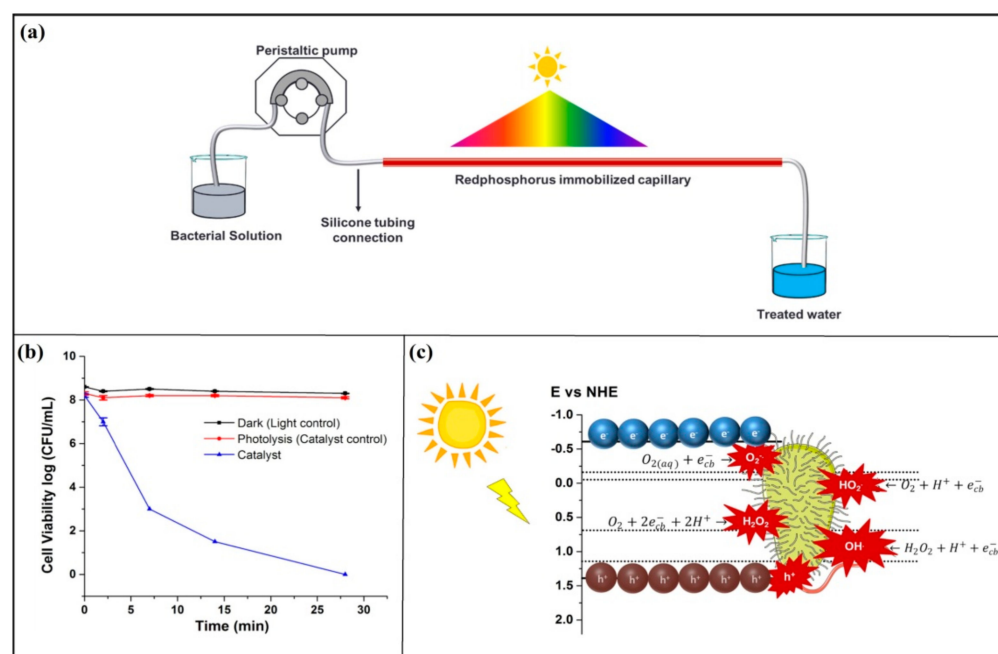 (a)
Peristaltic pump
Redphosphorus immobilized capillary
Silicone tubing
connection
Bacterial Solution
Treated water
(b)
Cell Viability log (CFU/mL)
10
8
6
4
2
0
Dark (Light control)
Photolysis (Catalyst control)
Catalyst
0
5
10
15
20
25
30
Time (min)
(c)
E vs NHE
-1.0
-0.5
0.0
0.5
1.0
1.5
2.0
e⁻ e⁻ e⁻ e⁻ e⁻ e⁻
O₂(aq) + e⁻cb →
O₂⁻
HO₂·
← O₂ + H⁺ + e⁻cb
O₂ + 2e⁻cb + 2H⁺ →
H₂O₂
OH·
← H₂O₂ + H⁺ + e⁻cb
h⁺ h⁺ h⁺ h⁺ h⁺ h⁺
h⁺